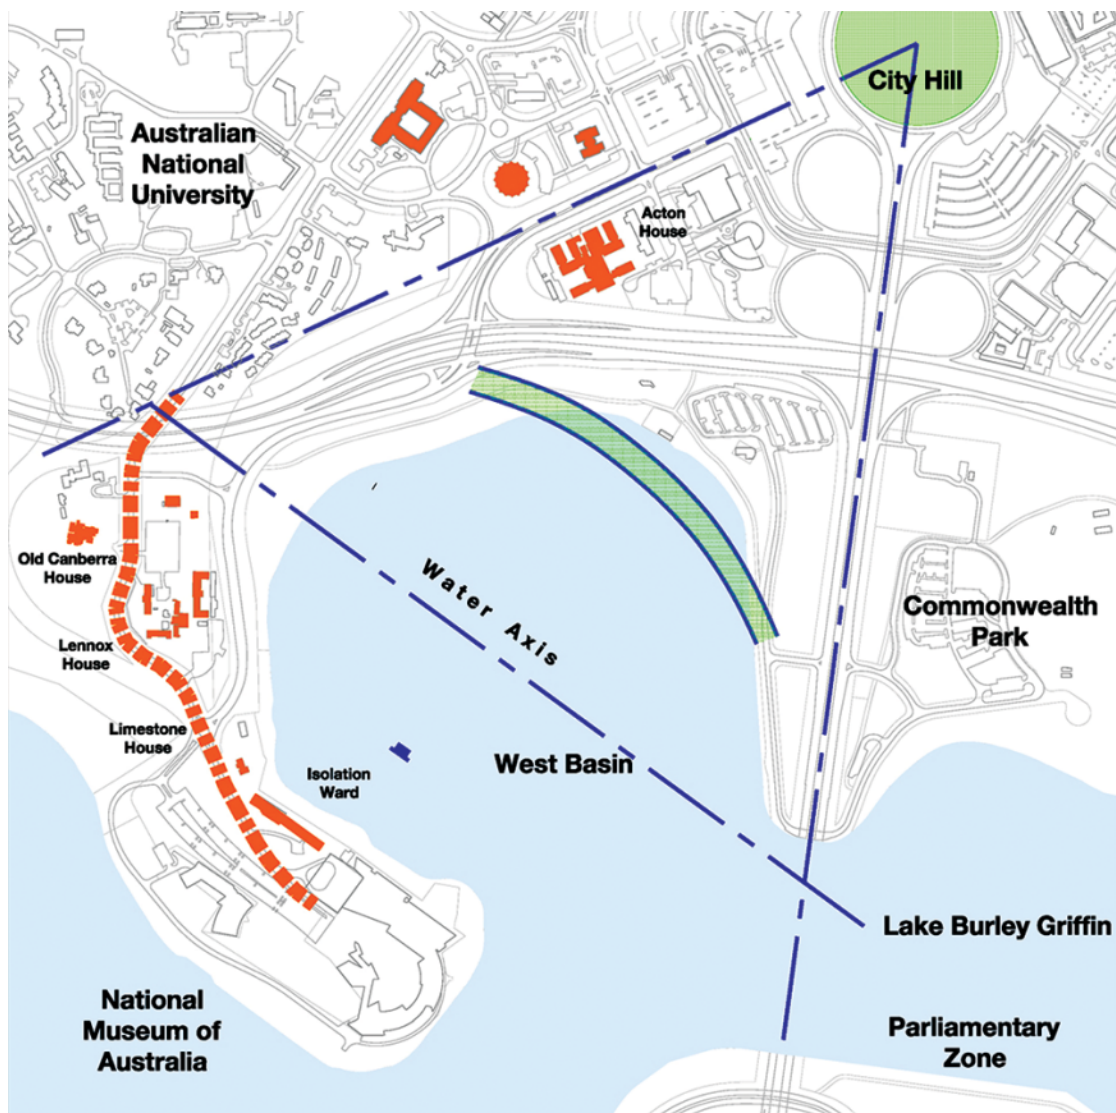 City Hill
Australian
National
University
Acton
House
Old Canberra
House
Water Axis
Commonwealth
Park
Lennox
House
Limestone
House
Isolation
Ward
West Basin
Lake Burley Griffin
National
Museum of
Australia
Parliamentary
Zone